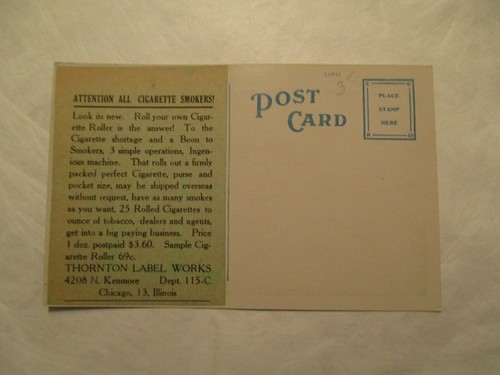 ATTENTION ALL CIGARETTE SMOKERS!
Look its new. Roll your own Cigar-
ette Roller is the answer! To the
Cigarette shortage and a Boon to
Smokers, 3 simple operations, Ingen-
ious machine. That rolls out a firmly
packed perfect Cigarette, purse and
pocket size, may be shipped overseas
without request, have as many smokes
as you want, 25 Rolled Cigarettes to
ounce of tobacco, dealers and agents,
get into a big paying business. Price
1 doz. postpaid $3.60. Sample Cig-
arette Roller 69c.
THORNTON LABEL WORKS
4208 N. Kenmore Dept. 115-C
Chicago, 13, Illinois
POST
CARD
3
PLACE
STAMP
HERE